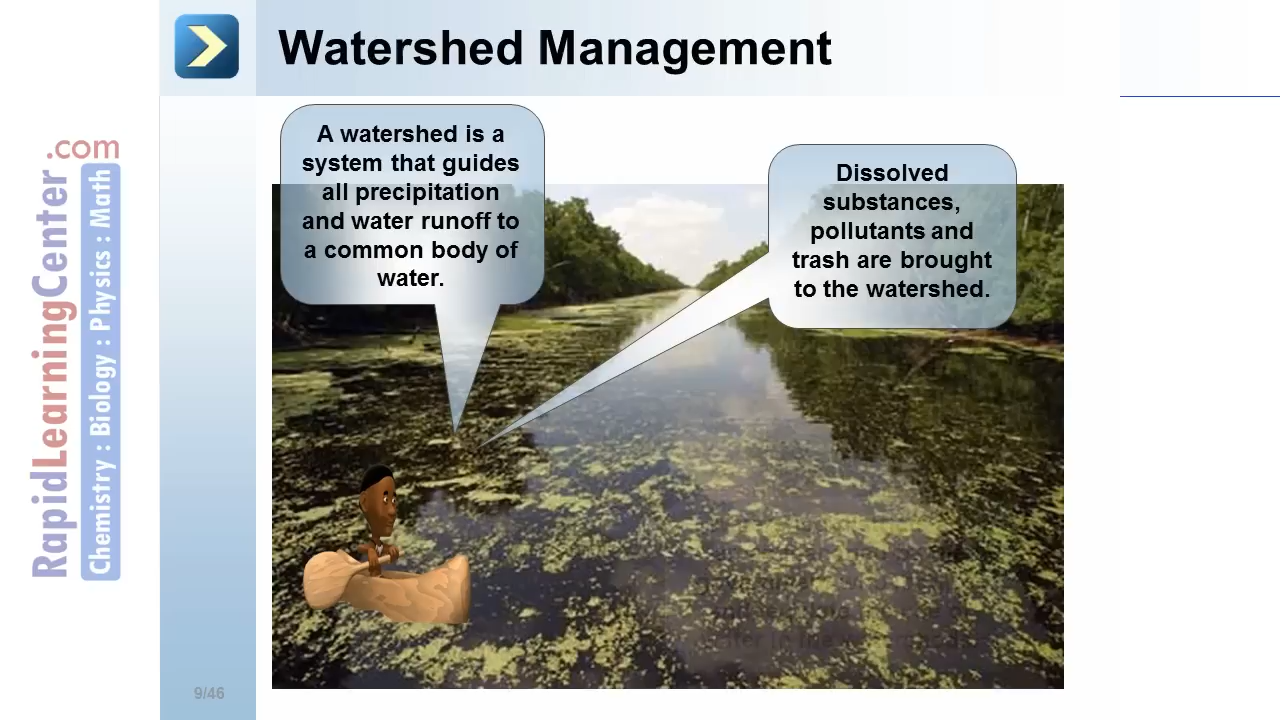 Watershed Management
A watershed is a
system that guides
all precipitation
and water runoff to
a common body of
water.
Dissolved
substances,
pollutants and
trash are brought
to the watershed.
RapidLearningCenter.com
Chemistry : Biology : Physics : Math
9/46